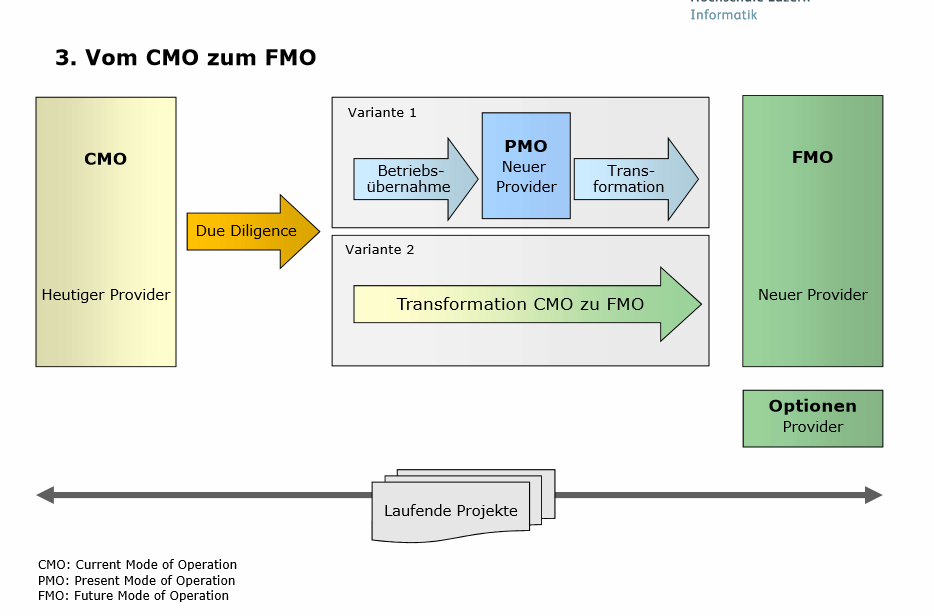 Informatik
3. Vom CMO zum FMO
CMO
Heutiger Provider
Due Diligence
Variante 1
Betriebs-
übernahme
PMO
Neuer
Provider
Trans-
formation
Variante 2
Transformation CMO zu FMO
FMO
Neuer Provider
Optionen
Provider
Laufende Projekte
CMO: Current Mode of Operation
PMO: Present Mode of Operation
FMO: Future Mode of Operation